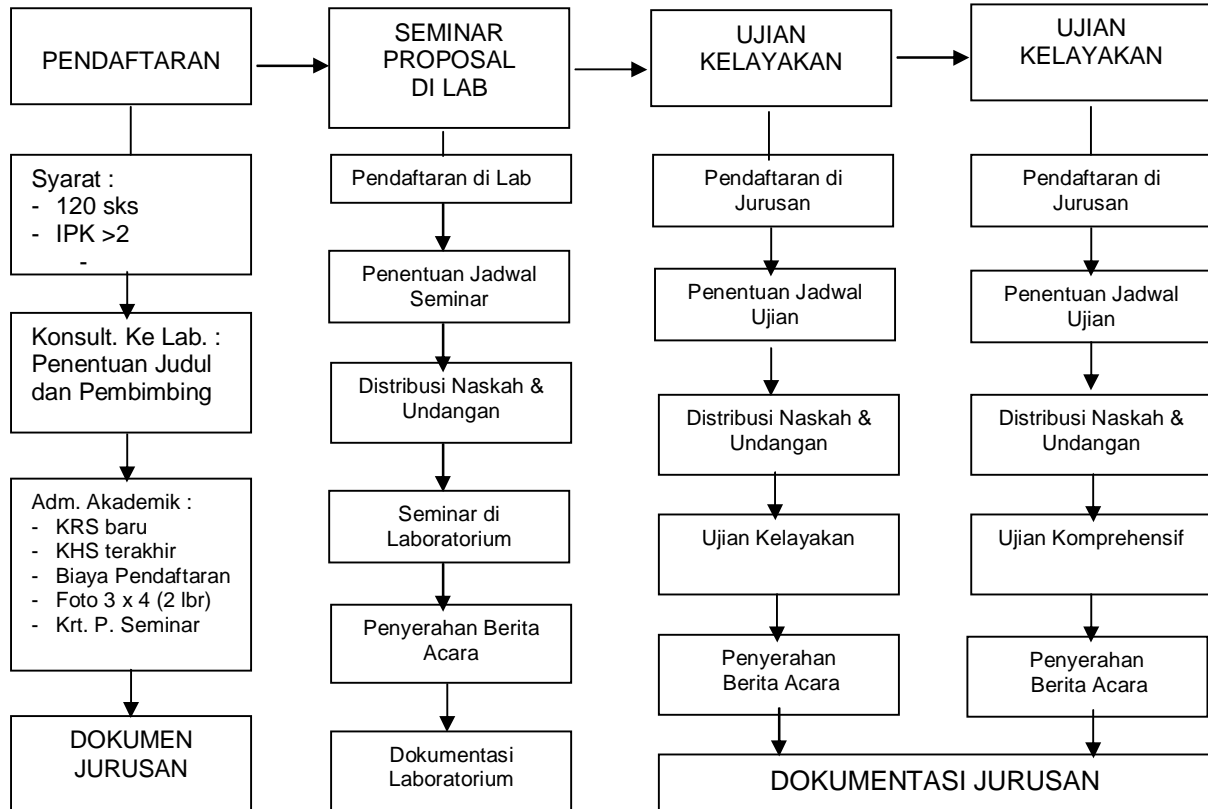 PENDAFTARAN
Syarat :
- 120 sks
- IPK >2
-
Konsult. Ke Lab. :
Penentuan Judul
dan Pembimbing
Adm. Akademik :
- KRS baru
- KHS terakhir
- Biaya Pendaftaran
- Foto 3 x 4 (2 lbr)
- Krt. P. Seminar
DOKUMEN
JURUSAN
SEMINAR
PROPOSAL
DI LAB
Pendaftaran di Lab
Penentuan Jadwal
Seminar
Distribusi Naskah &
Undangan
Seminar di
Laboratorium
Penyerahan Berita
Acara
Dokumentasi
Laboratorium
UJIAN
KELAYAKAN
Pendaftaran di
Jurusan
Penentuan Jadwal
Ujian
Distribusi Naskah &
Undangan
Ujian Kelayakan
Penyerahan
Berita Acara
UJIAN
KELAYAKAN
Pendaftaran di
Jurusan
Penentuan Jadwal
Ujian
Distribusi Naskah &
Undangan
Ujian Komprehensif
Penyerahan
Berita Acara
DOKUMENTASI JURUSAN